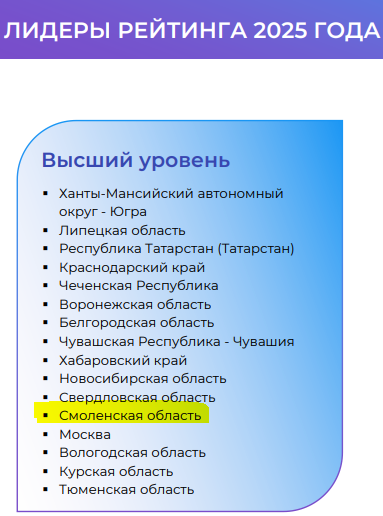 ЛИДЕРЫ РЕЙТИНГА 2025 ГОДА
Высший уровень
▪ Ханты-Мансийский автономный
округ - Югра
▪ Липецкая область
▪ Республика Татарстан (Татарстан)
▪ Краснодарский край
▪ Чеченская Республика
▪ Воронежская область
▪ Белгородская область
▪ Чувашская Республика - Чувашия
▪ Хабаровский край
▪ Новосибирская область
▪ Свердловская область
▪ Смоленская область
▪ Москва
▪ Вологодская область
▪ Курская область
▪ Тюменская область